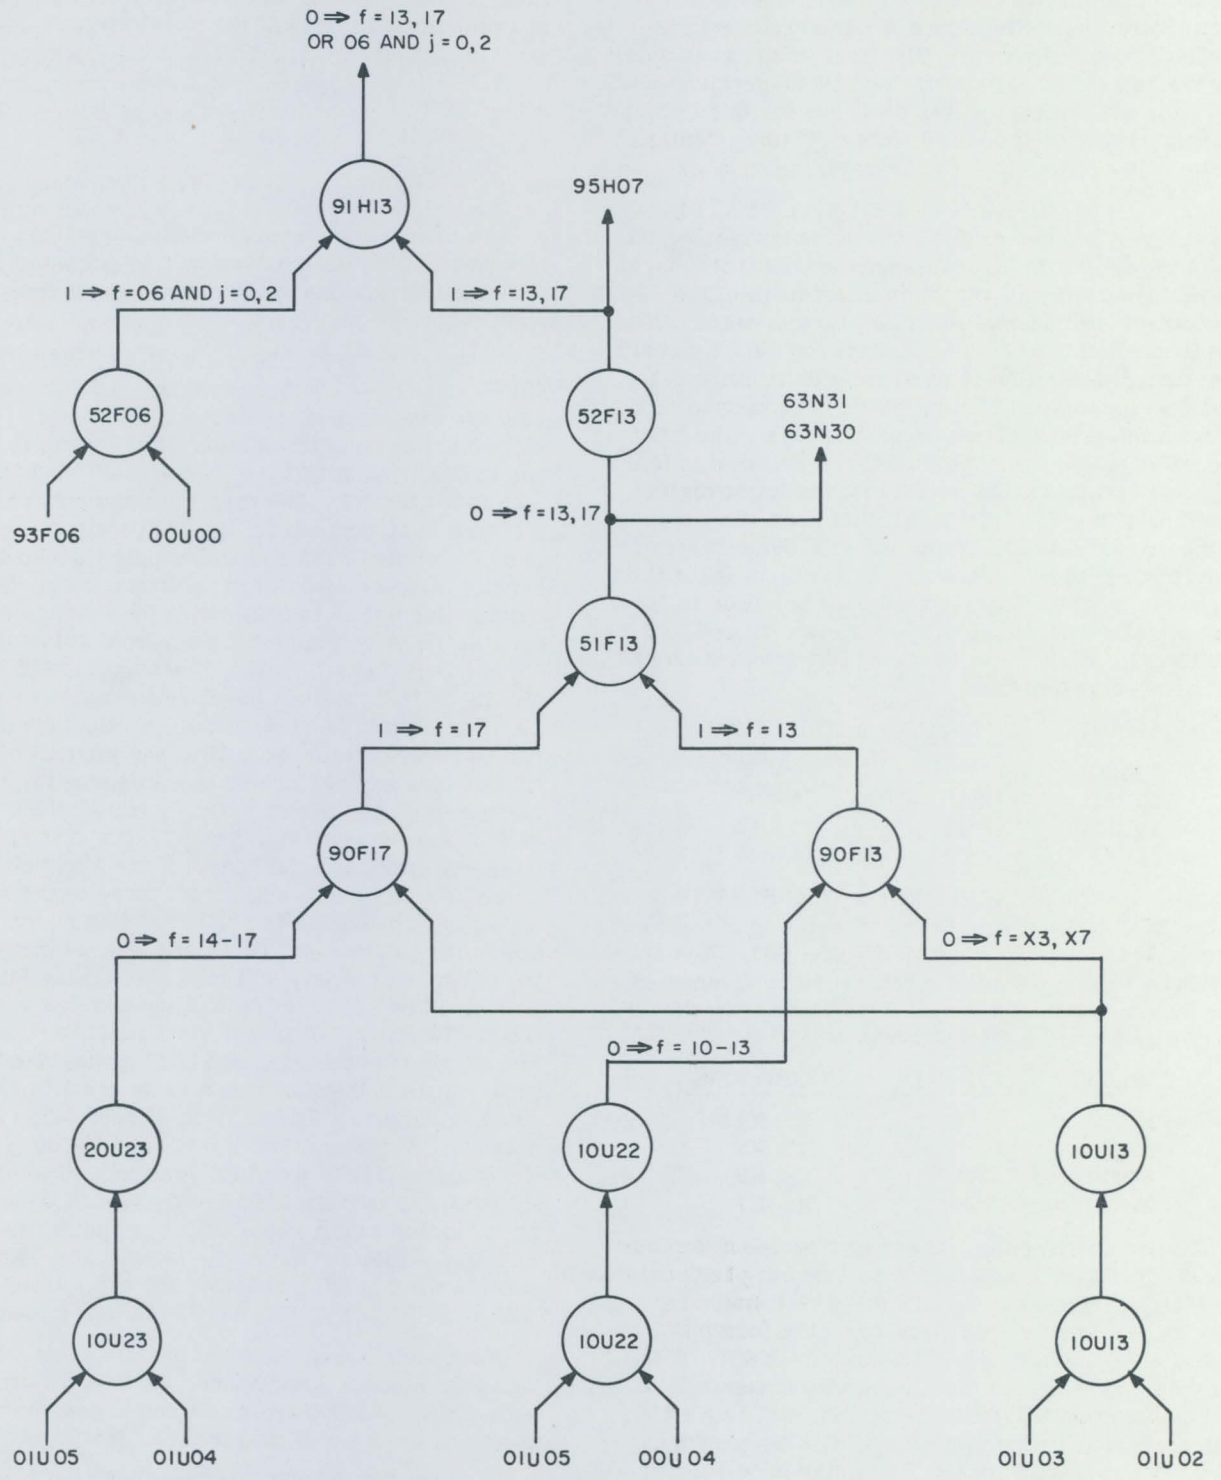 0 ⇒ f = 13, 17
OR 06 AND j = 0, 2
91H13
95H07
1 ⇒ f = 06 AND j = 0, 2
1 ⇒ f = 13, 17
52F06
52F13
63N31
63N30
93F06
00U00
0 ⇒ f = 13, 17
51F13
1 ⇒ f = 17
1 ⇒ f = 13
90F17
90F13
0 ⇒ f = 14-17
0 ⇒ f = X3, X7
0 ⇒ f = 10-13
20U23
10U22
10U13
10U23
10U22
10U13
01U05
01U04
01U05
00U04
01U03
01U02